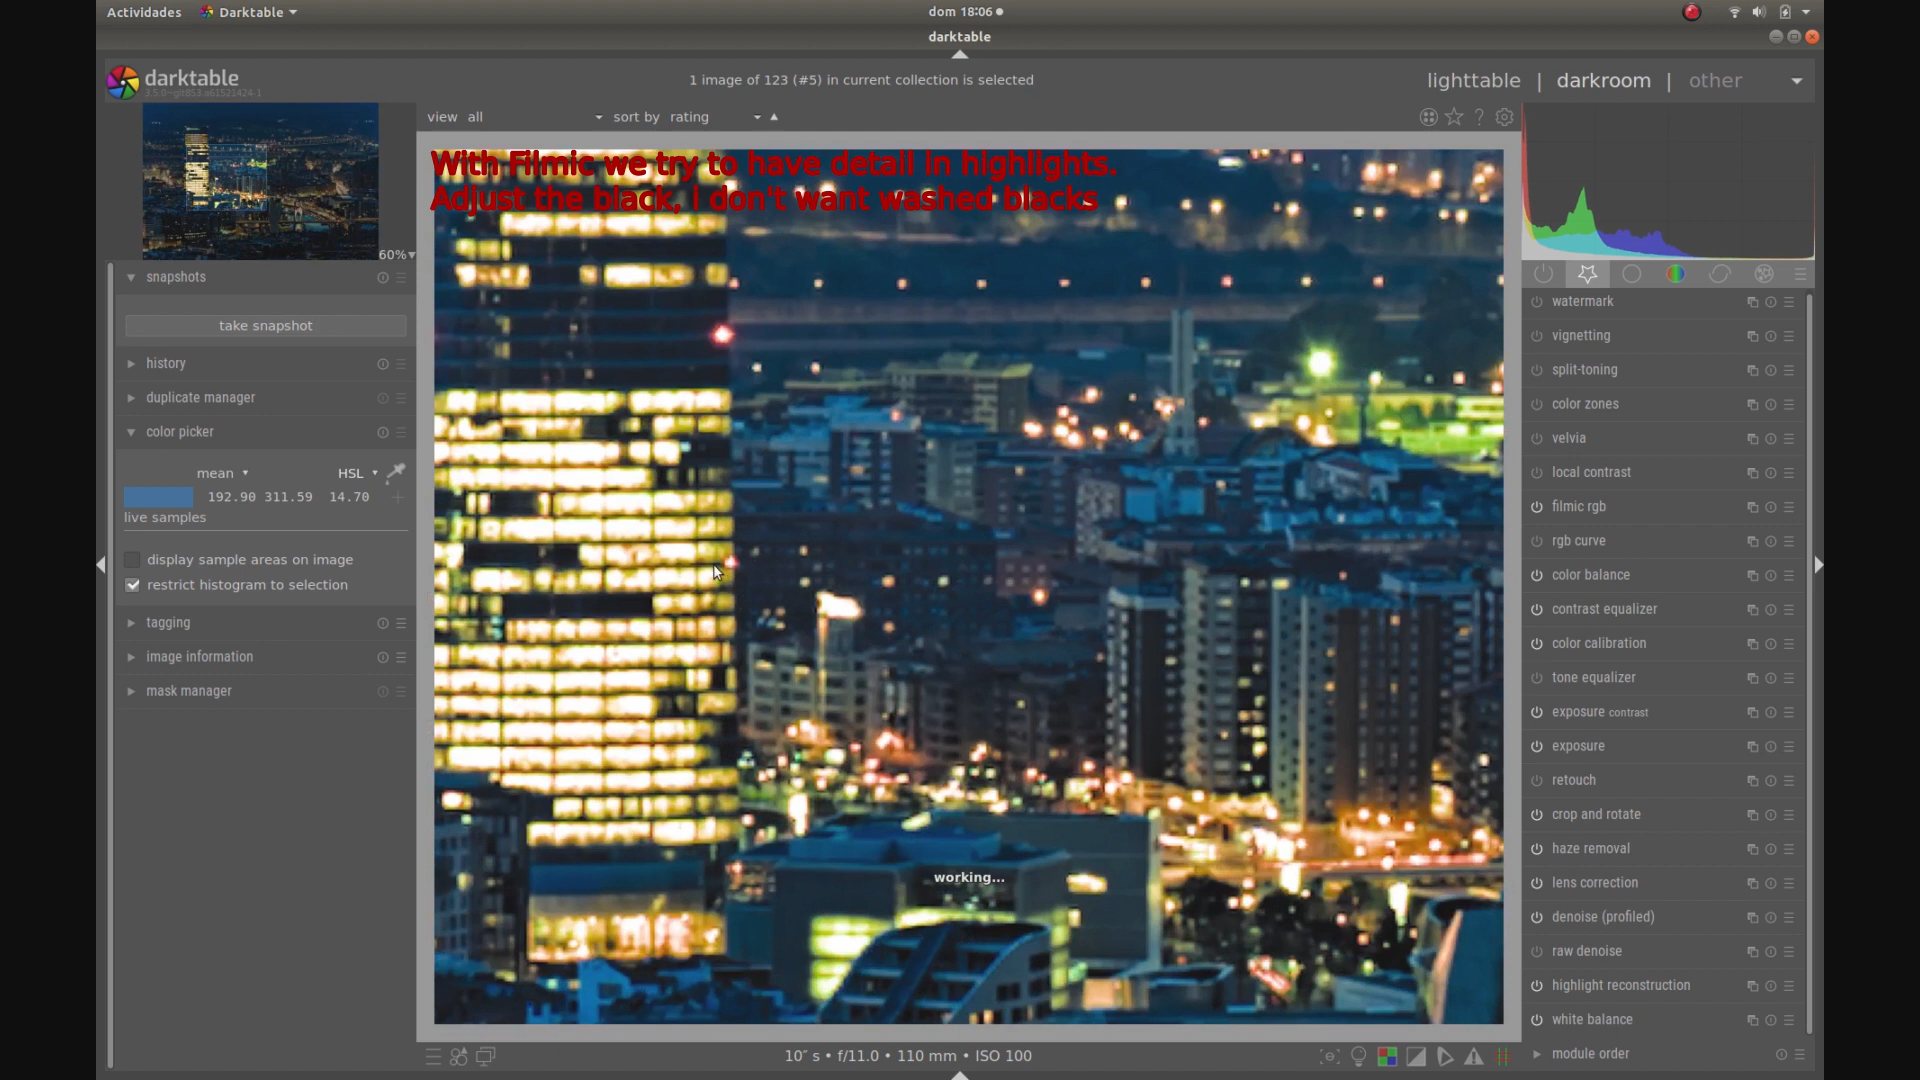 Actividades Darktable dom 18:06
darktable
darktable
1 image of 123 (#5) in current collection is selected
lighttable | darkroom | other
view all sort by rating
With Filmic we try to have detail in highlights.
Adjust the black, I don't want washed blacks
60%
snapshots
take snapshot
history
duplicate manager
color picker
mean HSL
192.90 311.59 14.70
live samples
display sample areas on image
restrict histogram to selection
tagging
image information
mask manager
working...
watermark
vignetting
split-toning
color zones
velvia
local contrast
filmic rgb
rgb curve
color balance
contrast equalizer
color calibration
tone equalizer
exposure contrast
exposure
retouch
crop and rotate
haze removal
lens correction
denoise (profiled)
raw denoise
highlight reconstruction
white balance
module order
10″ s • f/11.0 • 110 mm • ISO 100